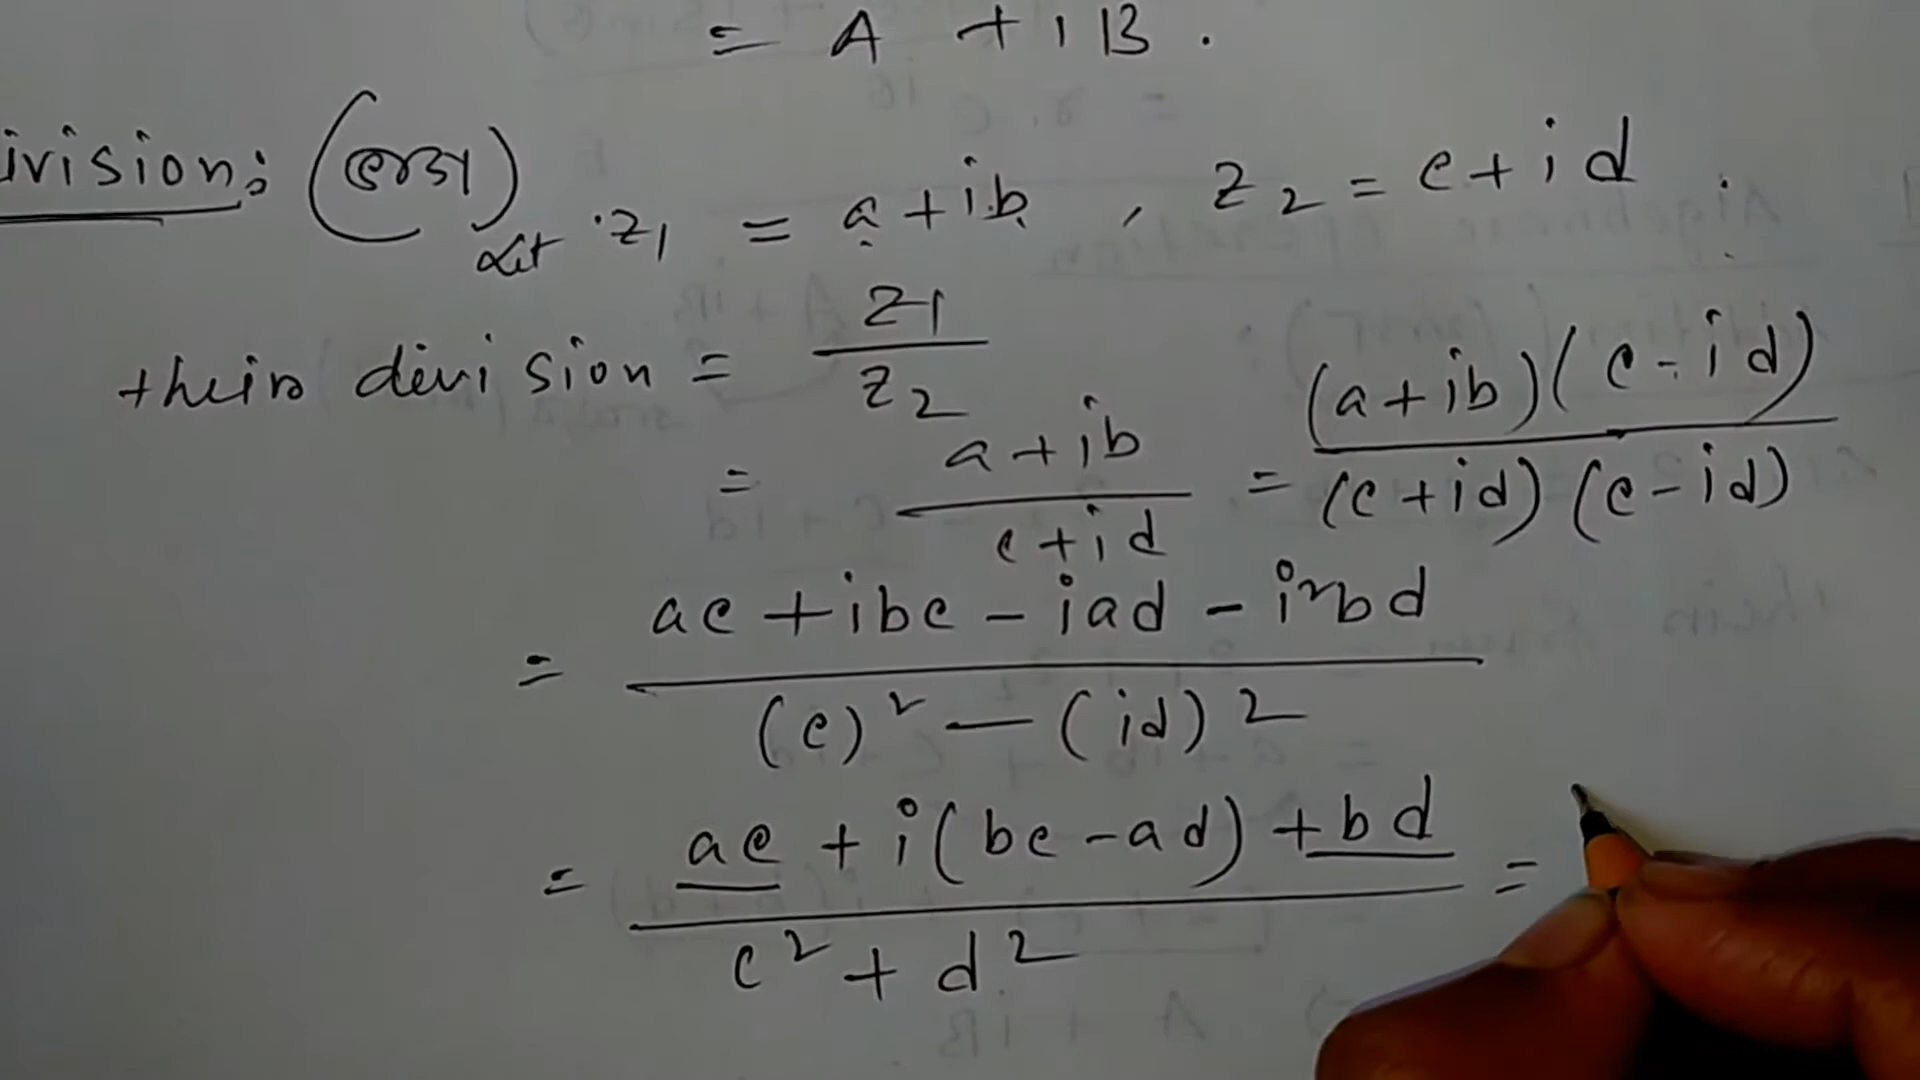 = A + i B .
ivision: (ভাগ)
Let z₁ = a + ib , z₂ = c + id .
their division = z₁ / z₂
= a + ib / c + id = (a + ib)(c - id) / (c + id)(c - id)
= ac + ibc - iad - i²bd / (c)² - (id)²
= ac + i(bc - ad) + bd / c² + d² =